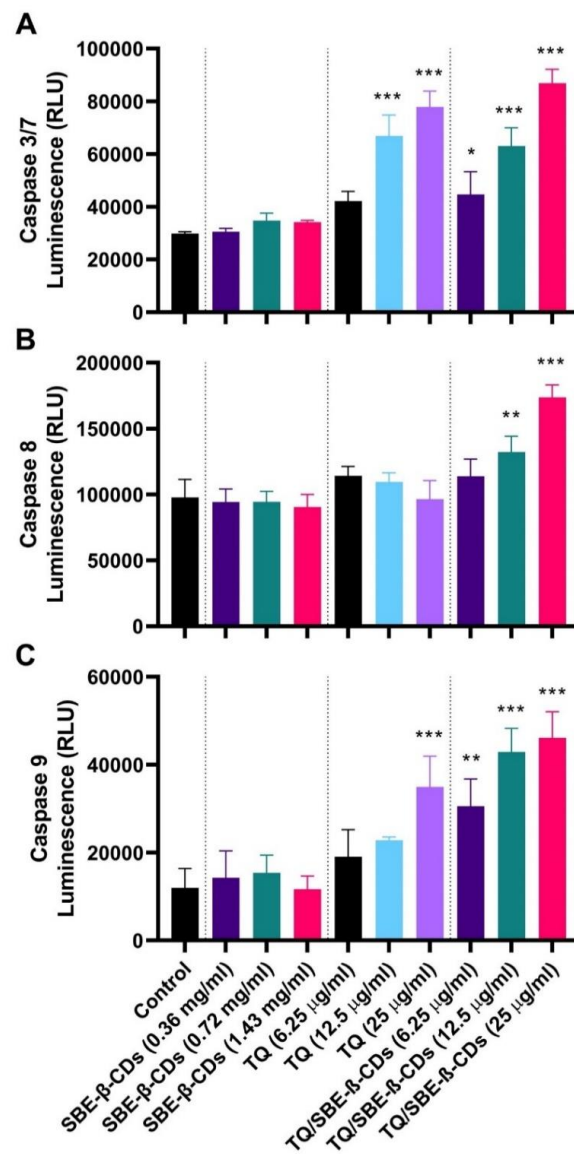 A
Caspase 3/7
Luminescence (RLU)
100000
80000
60000
40000
20000
0
***
***
*
***
***
B
Caspase 8
Luminescence (RLU)
200000
150000
100000
50000
0
**
***
C
Caspase 9
Luminescence (RLU)
60000
40000
20000
0
***
**
***
***
Control
SBE-β-CDs (0.36 mg/ml)
SBE-β-CDs (0.72 mg/ml)
SBE-β-CDs (1.43 mg/ml)
TQ (6.25 μg/ml)
TQ (12.5 μg/ml)
TQ (25 μg/ml)
TQ/SBE-ß-CDs (6.25 μg/ml)
TQ/SBE-ß-CDs (12.5 μg/ml)
TQ/SBE-ß-CDs (25 μg/ml)